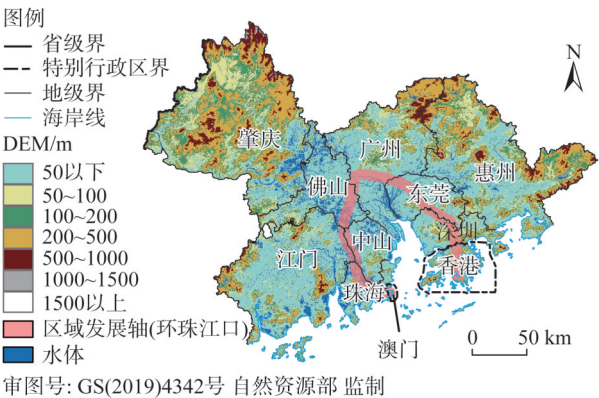 图例
省级界
特别行政区界
地级界
海岸线
DEM/m
50以下
50~100
100~200
200~500
500~1000
1000~1500
1500以上
区域发展轴(环珠江口)
水体
N
肇庆
广州
惠州
佛山
东莞
深圳
中山
江门
香港
珠海
澳门
0 50 km
审图号: GS(2019)4342号 自然资源部 监制